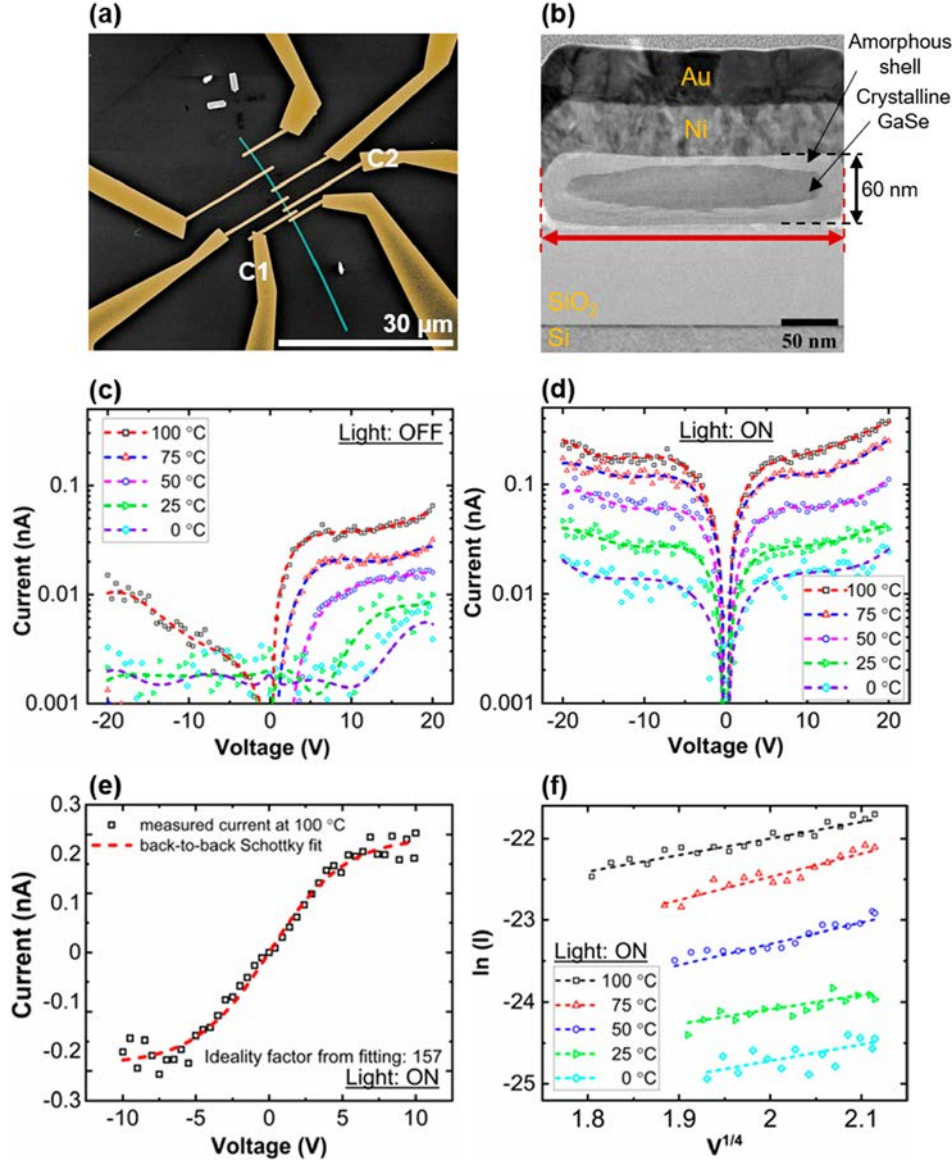 (a)
C2
C1
30 μm
(b)
Au
Ni
SiO2
Si
Amorphous
shell
Crystalline
GaSe
60 nm
50 nm
(c)
Light: OFF
100 °C
75 °C
50 °C
25 °C
0 °C
0.1
0.01
0.001
Current (nA)
-20 -10 0 10 20
Voltage (V)
(d)
Light: ON
100 °C
75 °C
50 °C
25 °C
0 °C
0.1
0.01
0.001
Current (nA)
-20 -10 0 10 20
Voltage (V)
(e)
measured current at 100 °C
back-to-back Schottky fit
Ideality factor from fitting: 157
Light: ON
0.3
0.2
0.1
0
-0.1
-0.2
-0.3
Current (nA)
-10 -5 0 5 10
Voltage (V)
(f)
Light: ON
100 °C
75 °C
50 °C
25 °C
0 °C
-22
-23
-24
-25
ln (I)
1.8 1.9 2 2.1
V1/4